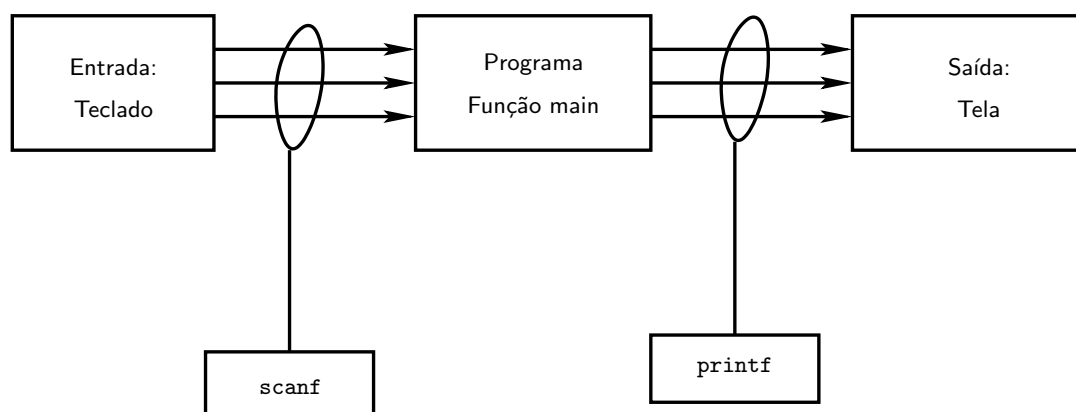 Entrada:
Teclado
Programa
Função main
Saída:
Tela
scanf
printf